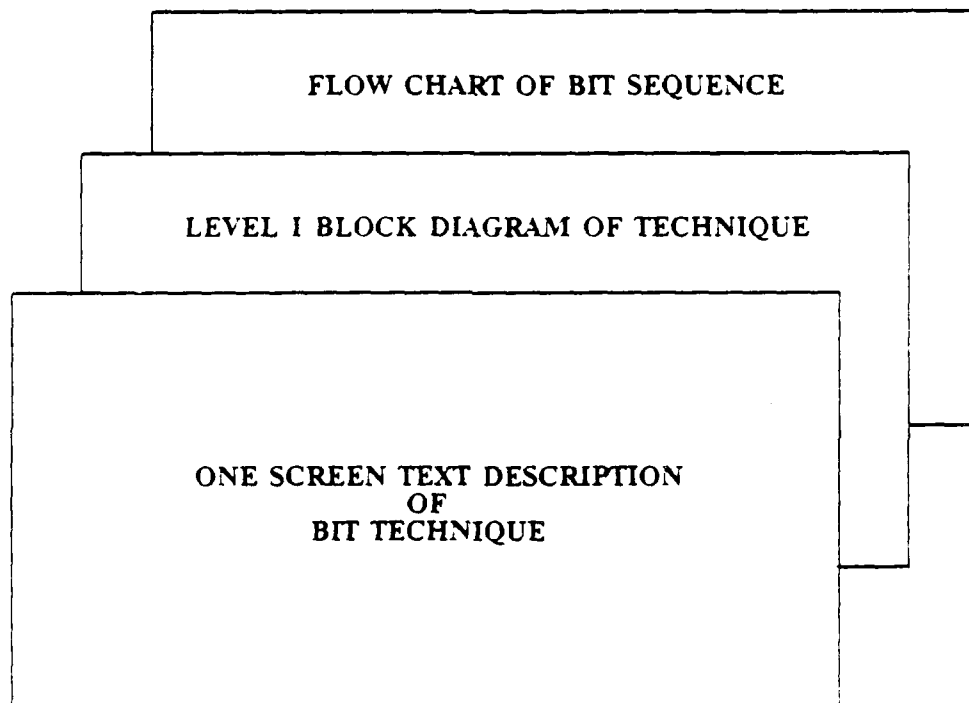 FLOW CHART OF BIT SEQUENCE
LEVEL I BLOCK DIAGRAM OF TECHNIQUE
ONE SCREEN TEXT DESCRIPTION
OF
BIT TECHNIQUE